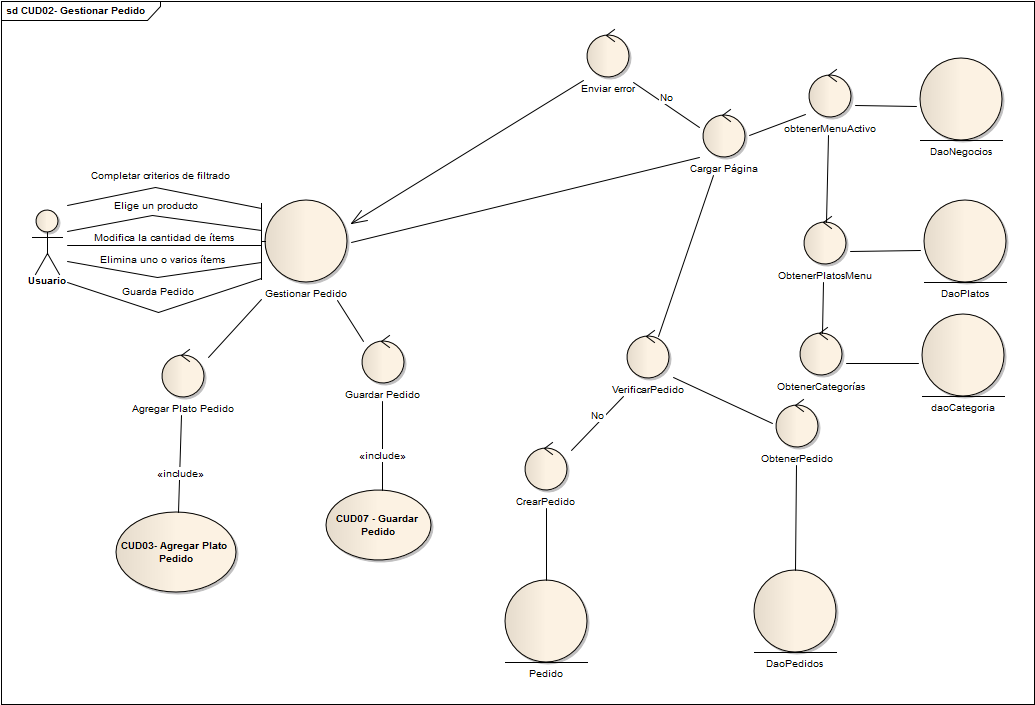 sd CUD02- Gestionar Pedido
Enviar error
No
Cargar Página
obtenerMenuActivo
DaoNegocios
Completar criterios de filtrado
Elige un producto
Modifica la cantidad de ítems
Elimina uno o varios ítems
Guarda Pedido
Usuario
Gestionar Pedido
ObtenerPlatosMenu
DaoPlatos
Agregar Plato Pedido
Guardar Pedido
VerificarPedido
ObtenerCategorías
daoCategoria
No
ObtenerPedido
«include»
«include»
CrearPedido
CUD03- Agregar Plato
Pedido
CUD07 - Guardar
Pedido
Pedido
DaoPedidos